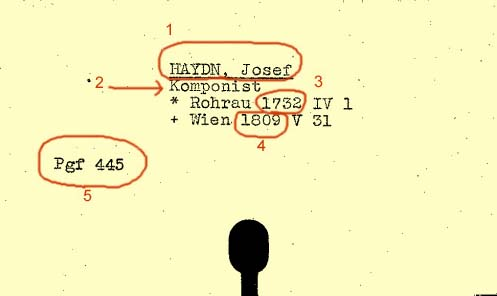 1
HAYDN, Josef
2
Komponist
3
* Rohrau 1732 IV 1
+ Wien 1809 V 31
4
Pgf 445
5